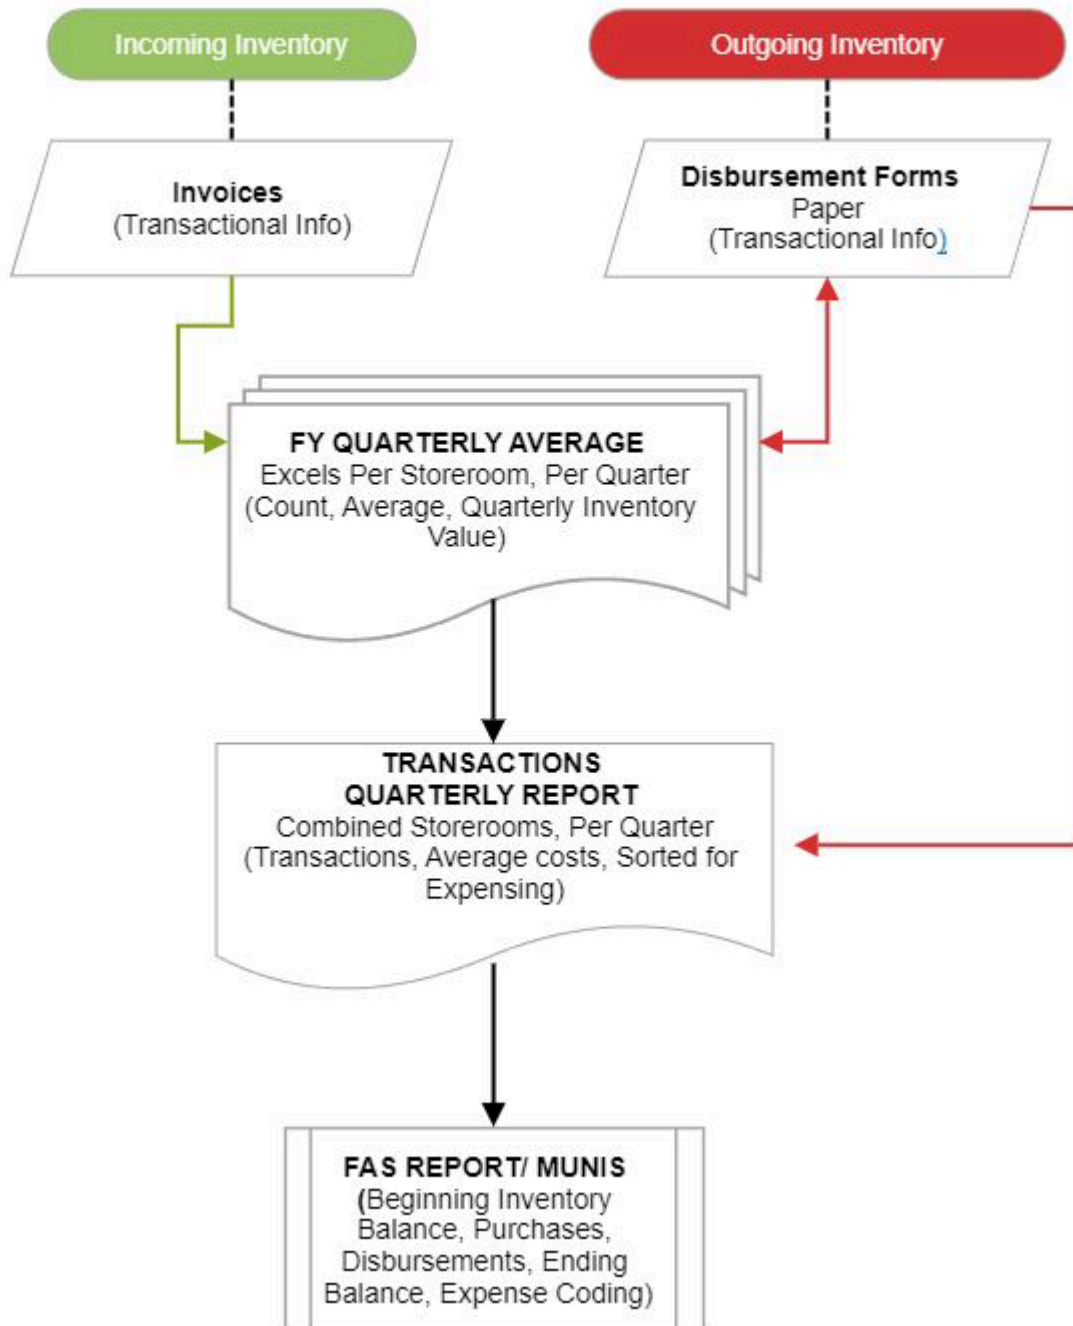 Incoming Inventory
Outgoing Inventory
Invoices
(Transactional Info)
Disbursement Forms
Paper
(Transactional Info)
FY QUARTERLY AVERAGE
Excels Per Storeroom, Per Quarter
(Count, Average, Quarterly Inventory
Value)
TRANSACTIONS
QUARTERLY REPORT
Combined Storerooms, Per Quarter
(Transactions, Average costs, Sorted for
Expensing)
FAS REPORT/ MUNIS
(Beginning Inventory
Balance, Purchases,
Disbursements, Ending
Balance, Expense Coding)